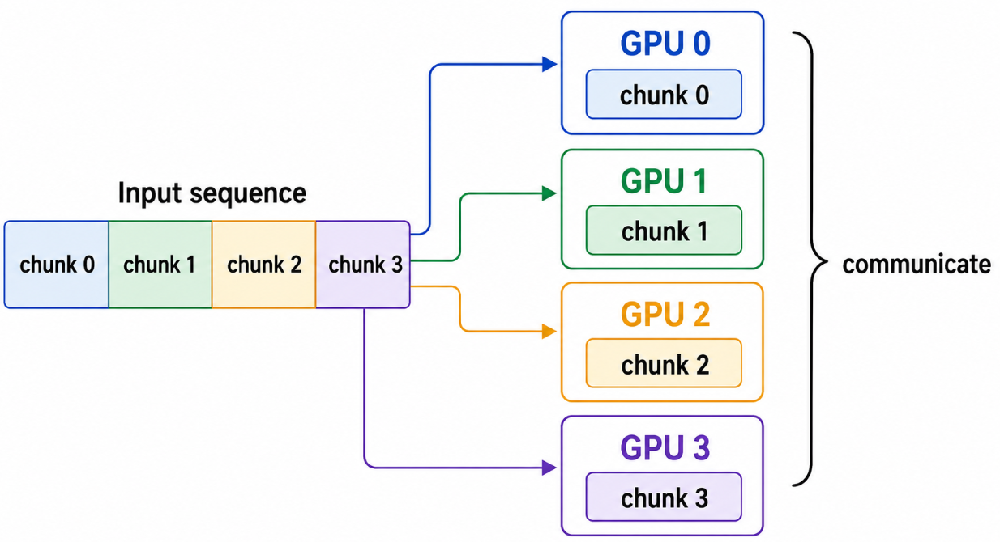 Input sequence
chunk 0
chunk 1
chunk 2
chunk 3
GPU 0
chunk 0
GPU 1
chunk 1
GPU 2
chunk 2
GPU 3
chunk 3
communicate